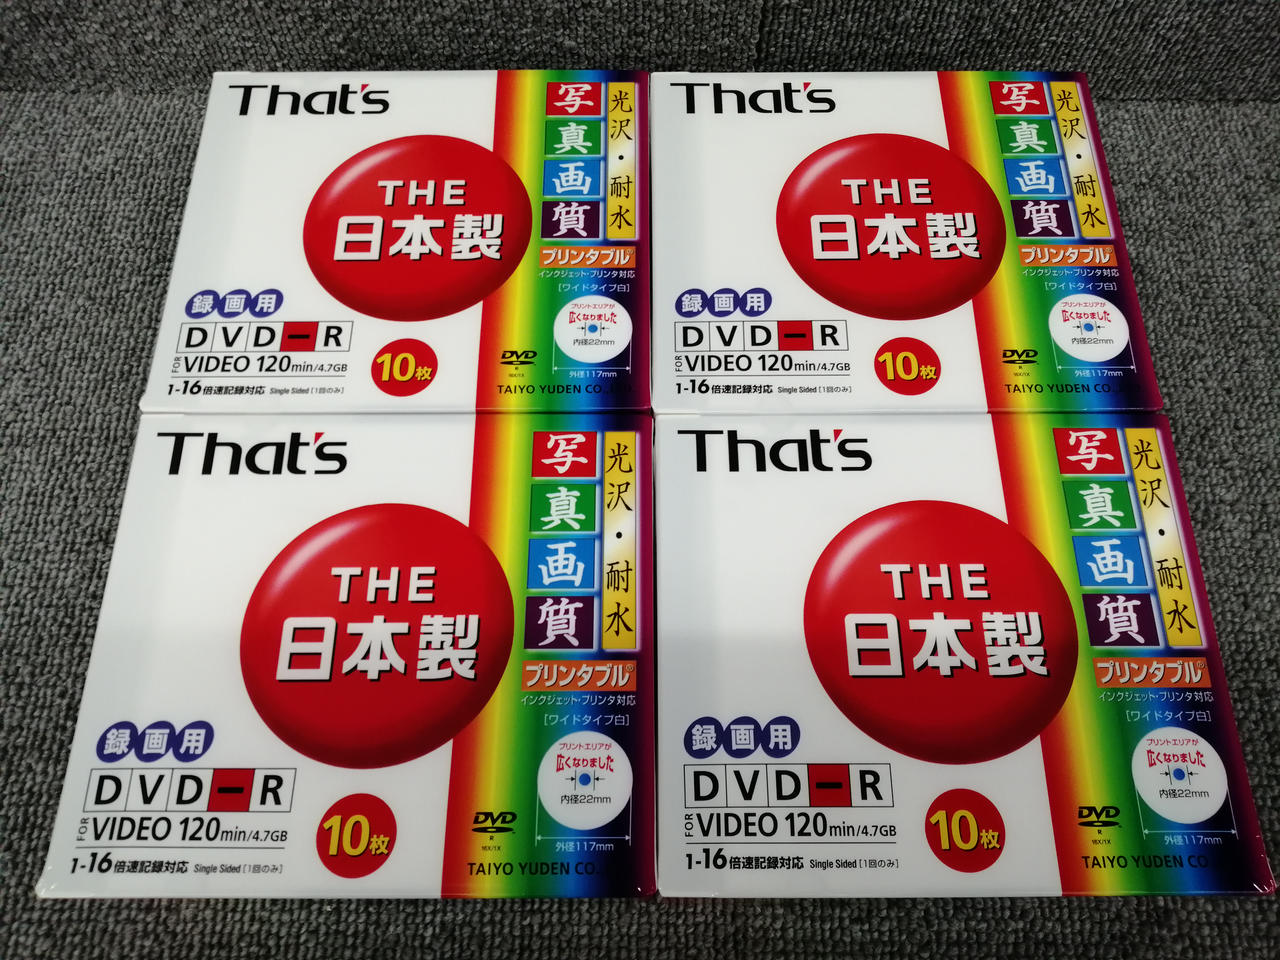 That's
THE
日本製
写真画質
光沢・耐水
プリンタブル®
インクジェット・プリンタ対応
[ワイドタイプ白]
プリントエリアが
広くなりました
内径22mm
外径117mm
録画用
DVD-R
FOR VIDEO 120min/4.7GB
1-16倍速記録対応 Single Sided [1回のみ]
10枚
DVD
R
16X/1X
TAIYO YUDEN CO.,
That's
THE
日本製
写真画質
光沢・耐水
プリンタブル®
インクジェット・プリンタ対応
[ワイドタイプ白]
プリントエリアが
広くなりました
内径22mm
外径117mm
録画用
DVD-R
FOR VIDEO 120min/4.7GB
1-16倍速記録対応 Single Sided [1回のみ]
10枚
DVD
R
16X/1X
TAIYO YUDEN CO.,
That's
THE
日本製
写真画質
光沢・耐水
プリンタブル®
インクジェット・プリンタ対応
[ワイドタイプ白]
プリントエリアが
広くなりました
内径22mm
外径117mm
録画用
DVD-R
FOR VIDEO 120min/4.7GB
1-16倍速記録対応 Single Sided [1回のみ]
10枚
DVD
R
16X/1X
TAIYO YUDEN CO.,
That's
THE
日本製
写真画質
光沢・耐水
プリンタブル®
インクジェット・プリンタ対応
[ワイドタイプ白]
プリントエリアが
広くなりました
内径22mm
外径117mm
録画用
DVD-R
FOR VIDEO 120min/4.7GB
1-16倍速記録対応 Single Sided [1回のみ]
10枚
DVD
R
16X/1X
TAIYO YUDEN CO.,